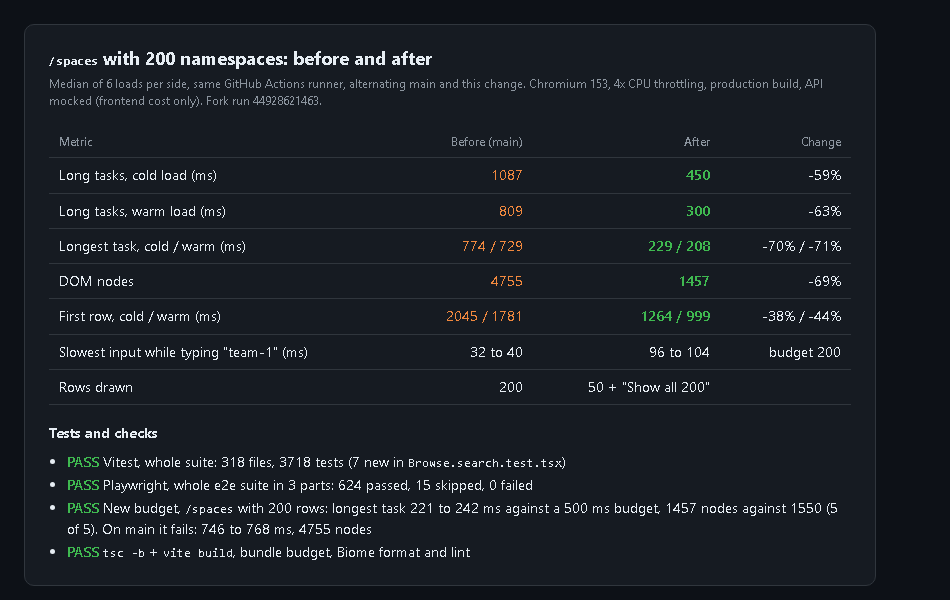 /spaces with 200 namespaces: before and after
Median of 6 loads per side, same GitHub Actions runner, alternating main and this change. Chromium 153, 4x CPU throttling, production build, API
mocked (frontend cost only). Fork run 44928621463.
Metric Before (main) After Change
Long tasks, cold load (ms) 1087 450 -59%
Long tasks, warm load (ms) 809 300 -63%
Longest task, cold / warm (ms) 774 / 729 229 / 208 -70% / -71%
DOM nodes 4755 1457 -69%
First row, cold / warm (ms) 2045 / 1781 1264 / 999 -38% / -44%
Slowest input while typing "team-1" (ms) 32 to 40 96 to 104 budget 200
Rows drawn 200 50 + "Show all 200"
Tests and checks
• PASS Vitest, whole suite: 318 files, 3718 tests (7 new in Browse.search.test.tsx)
• PASS Playwright, whole e2e suite in 3 parts: 624 passed, 15 skipped, 0 failed
• PASS New budget, /spaces with 200 rows: longest task 221 to 242 ms against a 500 ms budget, 1457 nodes against 1550 (5
of 5). On main it fails: 746 to 768 ms, 4755 nodes
• PASS tsc -b + vite build, bundle budget, Biome format and lint